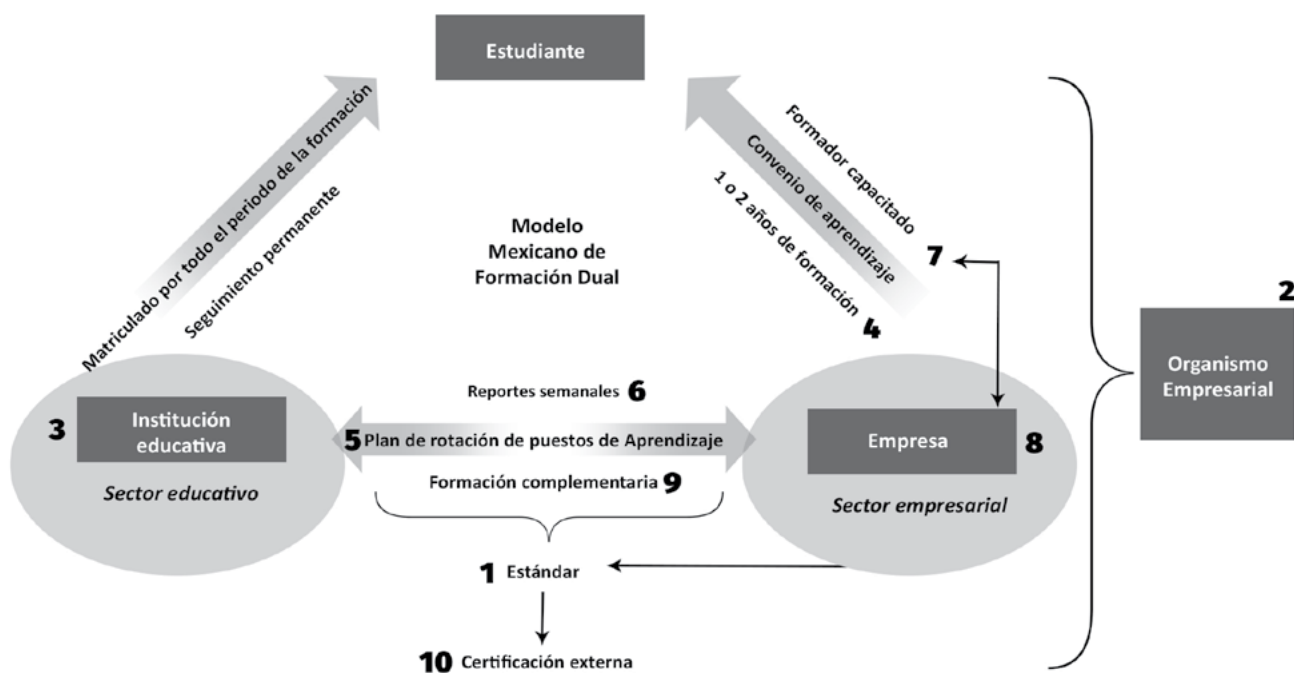 Estudiante
Matriculado por todo el periodo de la formación
Seguimiento permanente
Modelo
Mexicano de
Formación Dual
Formador capacitado
7
Convenio de aprendizaje
1 o 2 años de formación
4
2
Organismo
Empresarial
3
Institución
educativa
Sector educativo
Reportes semanales 6
5 Plan de rotación de puestos de Aprendizaje
Formación complementaria 9
Empresa
8
Sector empresarial
1 Estándar
10 Certificación externa